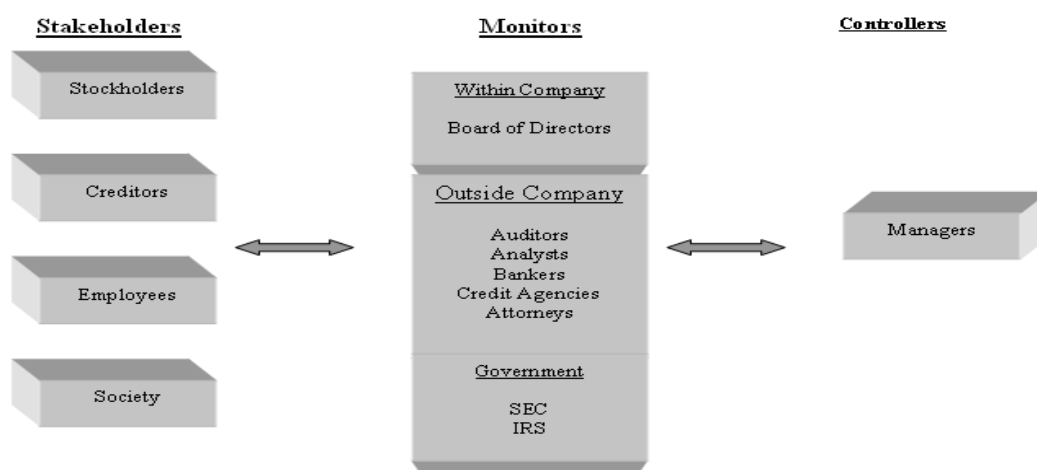 Stakeholders
Stockholders
Creditors
Employees
Society
Monitors
Within Company
Board of Directors
Outside Company
Auditors
Analysts
Bankers
Credit Agencies
Attorneys
Government
SEC
IRS
Controllers
Managers